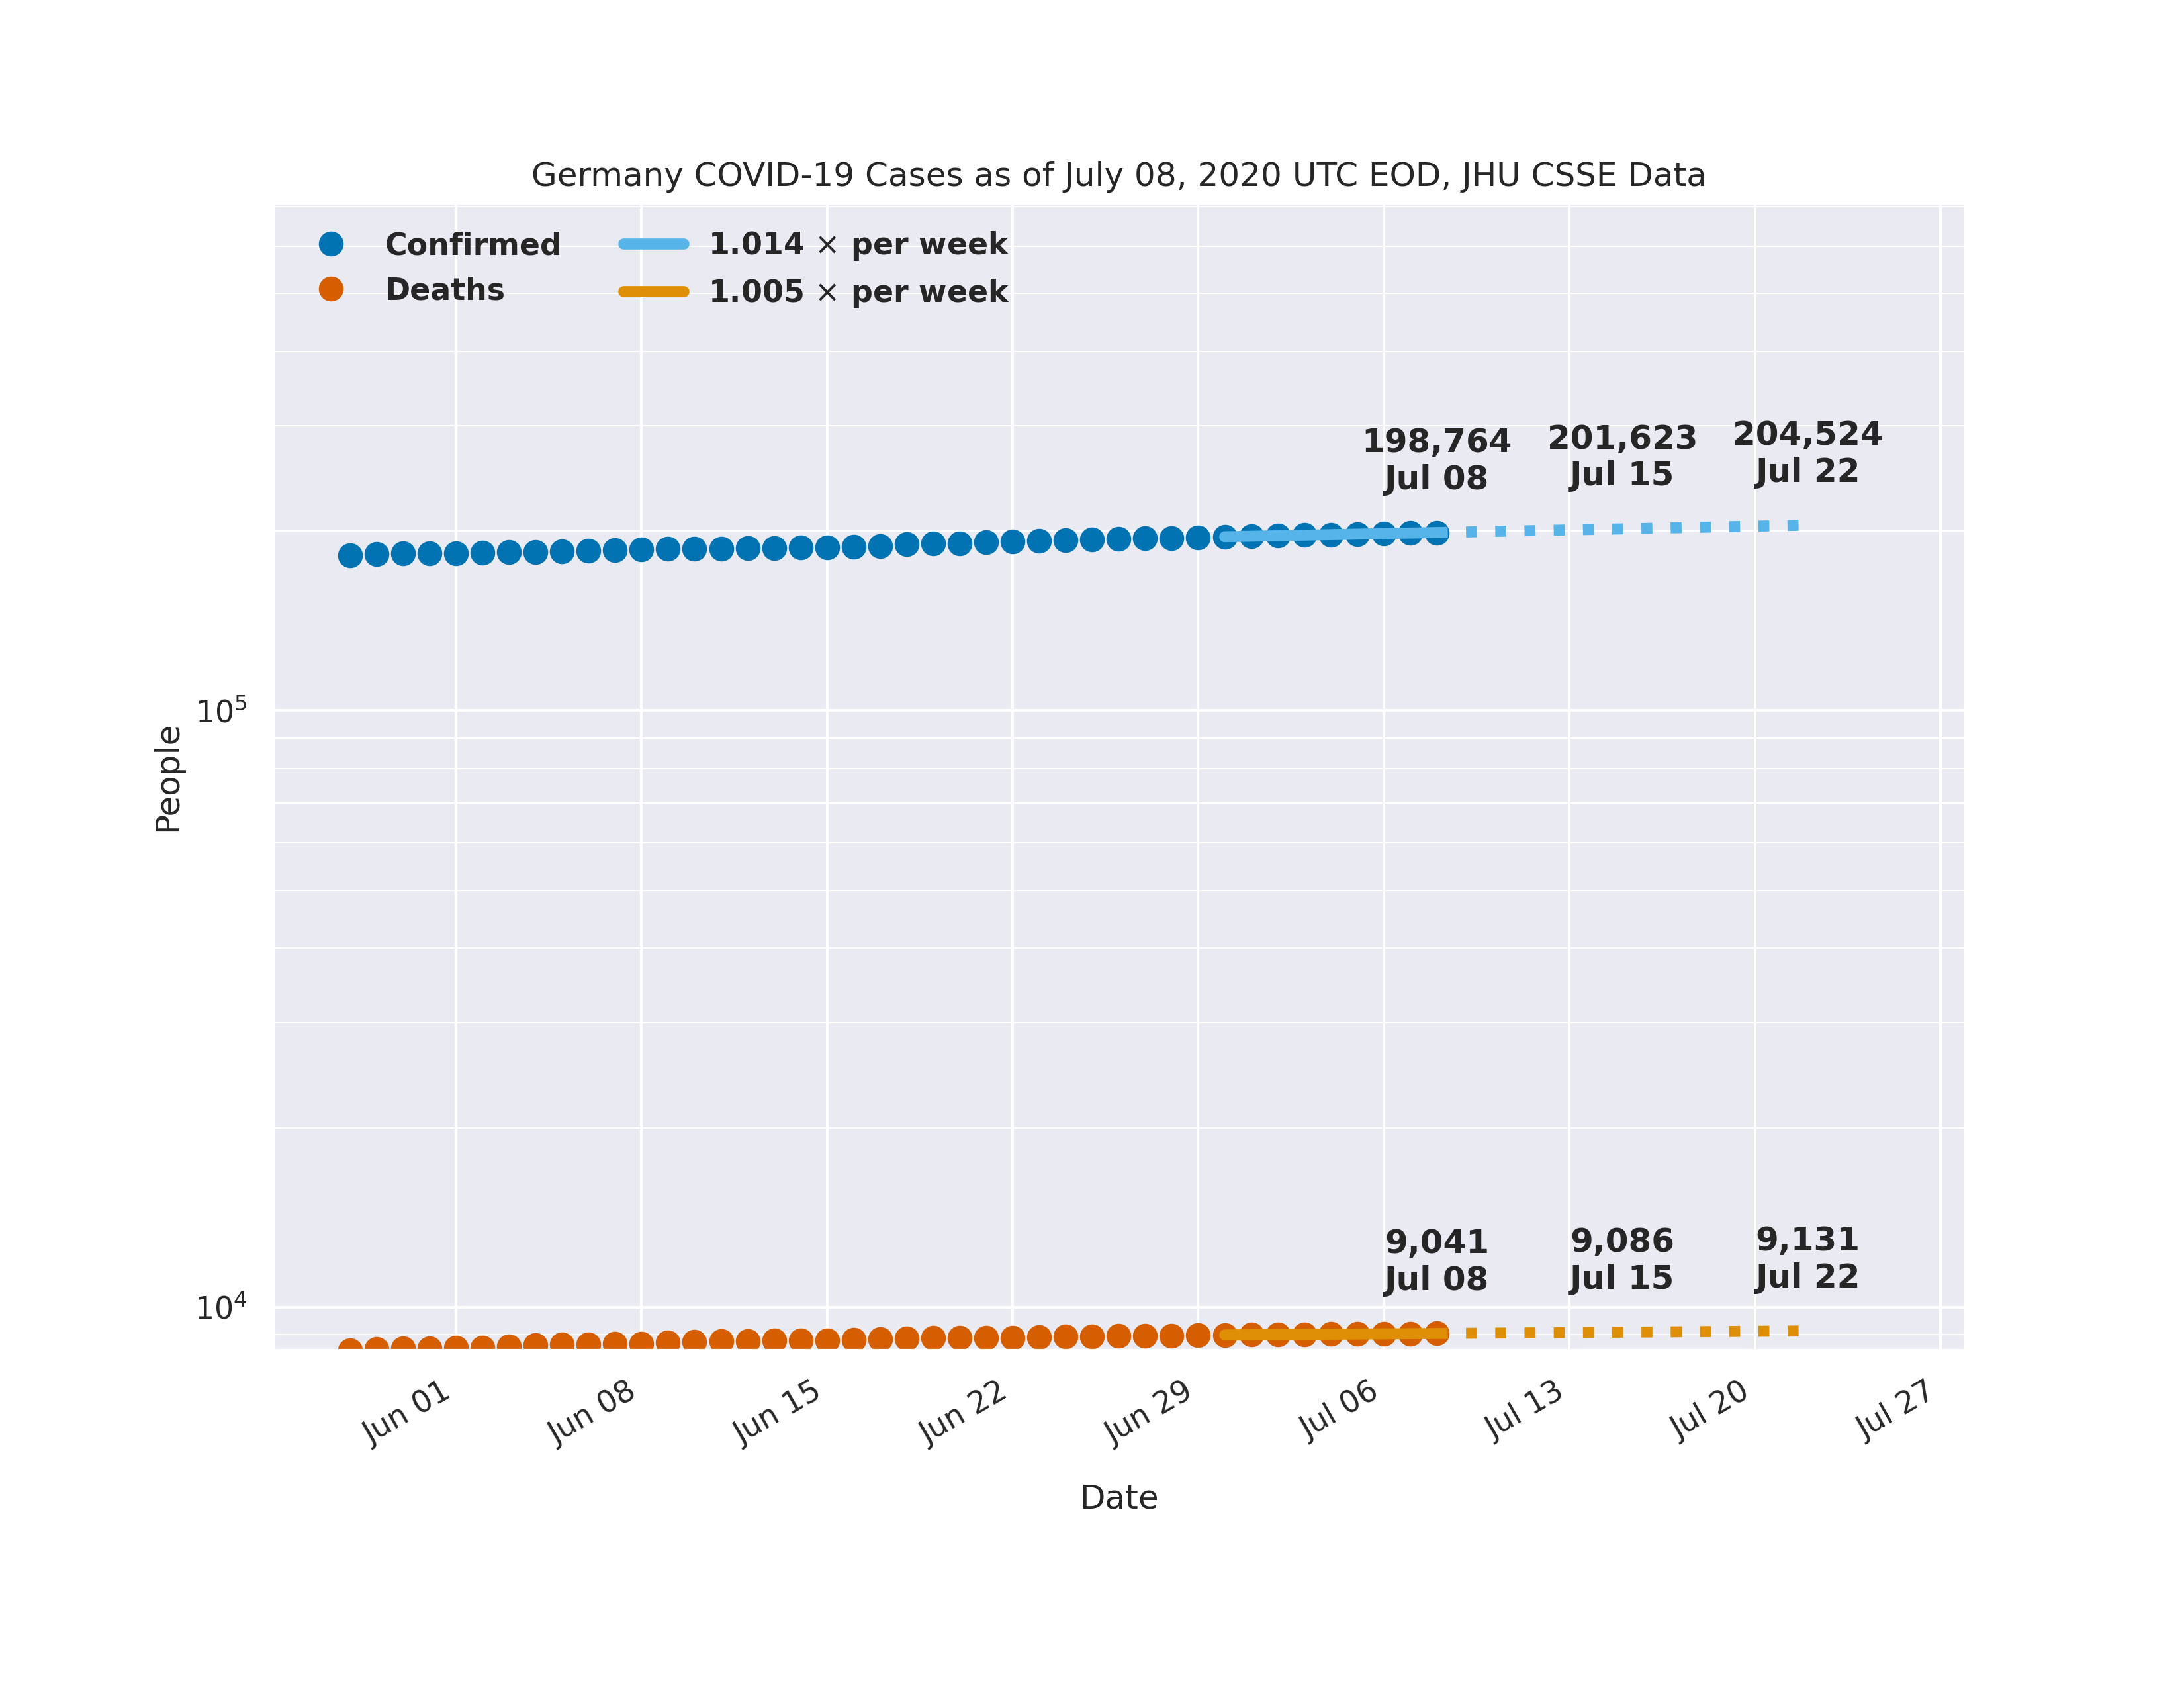 Germany COVID-19 Cases as of July 08, 2020 UTC EOD, JHU CSSE Data
Confirmed
Deaths
1.014 × per week
1.005 × per week
198,764
Jul 08
201,623
Jul 15
204,524
Jul 22
10⁵
People
9,041
Jul 08
9,086
Jul 15
9,131
Jul 22
10⁴
Jun 01
Jun 08
Jun 15
Jun 22
Jun 29
Jul 06
Jul 13
Jul 20
Jul 27
Date